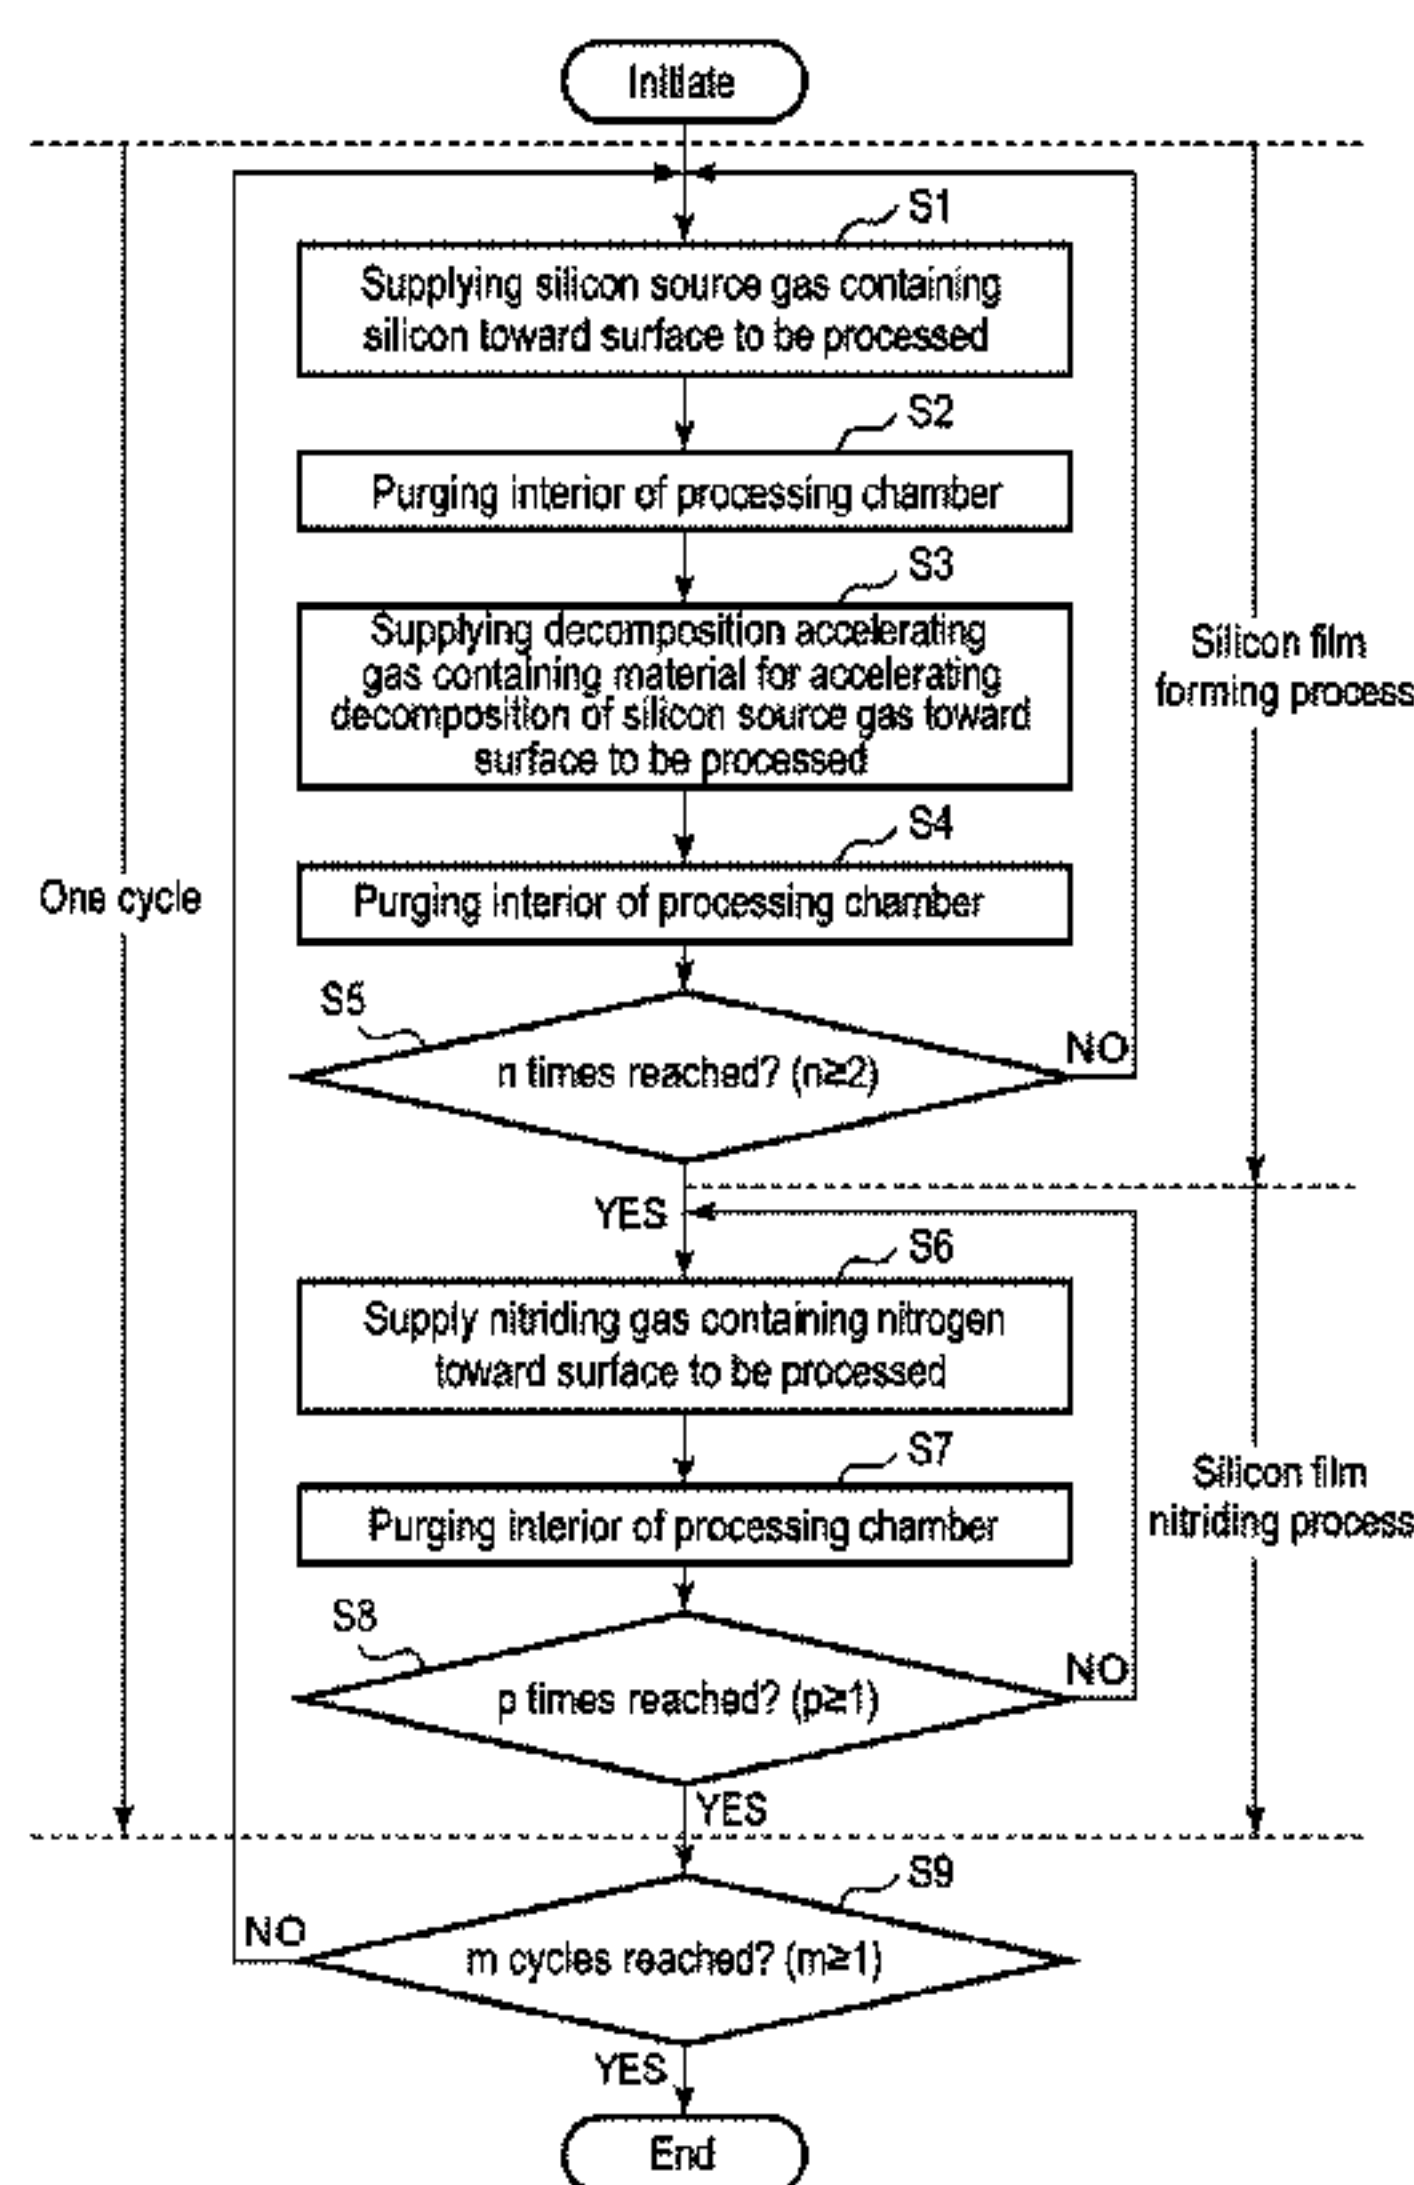 Initiate
S1
Supplying silicon source gas containing
silicon toward surface to be processed
S2
Purging interior of processing chamber
S3
Supplying decomposition accelerating
gas containing material for accelerating
decomposition of silicon source gas toward
surface to be processed
Silicon film
forming process
S4
Purging interior of processing chamber
One cycle
S5
n times reached? (n≥2)
NO
YES
S6
Supply nitriding gas containing nitrogen
toward surface to be processed
S7
Purging interior of processing chamber
Silicon film
nitriding process
S8
p times reached? (p≥1)
NO
YES
S9
m cycles reached? (m≥1)
NO
YES
End